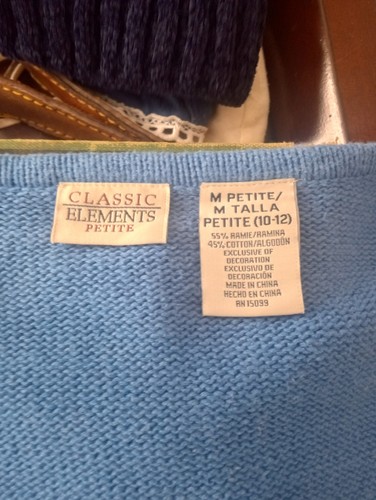 CLASSIC
ELEMENTS
PETITE
M PETITE/
M TALLA
PETITE (10-12)
55% RAMIE/RAMINA
45% COTTON/ALGODÓN
EXCLUSIVE OF
DECORATION
EXCLUSIVO DE
DECORACIÓN
MADE IN CHINA
HECHO EN CHINA
RN 15099